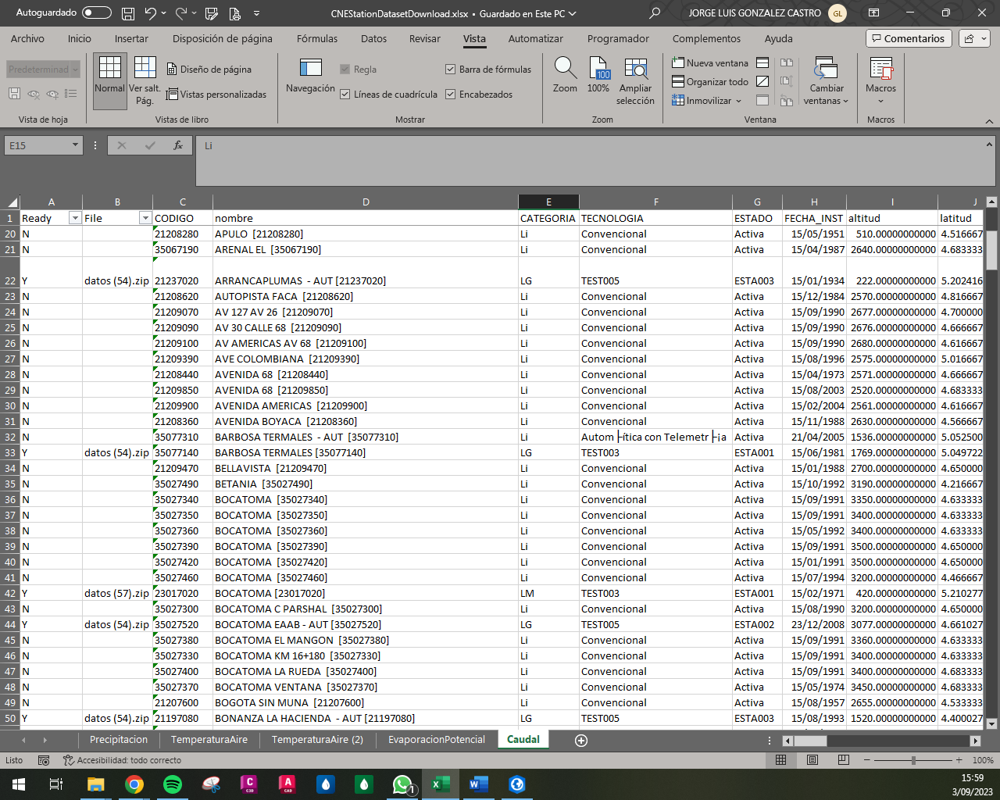 Autoguardado CNEStationDatasetDownload.xlsx • Guardado en Este PC JORGE LUIS GONZALEZ CASTRO GL
Archivo Inicio Insertar Disposición de página Fórmulas Datos Revisar Vista Automatizar Programador Complementos Ayuda Comentarios
Predeterminad Normal Ver salt. Pág. Diseño de página Vistas personalizadas Navegación Regla Barra de fórmulas Líneas de cuadrícula Encabezados Zoom 100 100% Ampliar selección Nueva ventana Organizar todo Inmovilizar Cambiar ventanas Macros
Vista de hoja Vistas de libro Mostrar Zoom Ventana Macros
E15 fx Li
A B C D E F G H I J
1 Ready File CODIGO nombre CATEGORIA TECNOLOGIA ESTADO FECHA_INST altitud latitud
20 N 21208280 APULO [21208280] Li Convencional Activa 15/05/1951 510.00000000000 4.516667
21 N 35067190 ARENAL EL [35067190] Li Convencional Activa 15/04/1987 2640.00000000000 4.683333
22 Y datos (54).zip 21237020 ARRANCAPLUMAS - AUT [21237020] LG TEST005 ESTA003 15/01/1934 222.00000000000 5.202416
23 N 21208620 AUTOPISTA FACA [21208620] Li Convencional Activa 15/12/1984 2570.00000000000 4.816667
24 N 21209070 AV 127 AV 26 [21209070] Li Convencional Activa 15/09/1990 2677.00000000000 4.700000
25 N 21209090 AV 30 CALLE 68 [21209090] Li Convencional Activa 15/09/1990 2676.00000000000 4.666667
26 N 21209100 AV AMERICAS AV 68 [21209100] Li Convencional Activa 15/09/1990 2680.00000000000 4.616667
27 N 21209390 AVE COLOMBIANA [21209390] Li Convencional Activa 15/08/1996 2575.00000000000 5.016667
28 N 21208440 AVENIDA 68 [21208440] Li Convencional Activa 15/04/1973 2571.00000000000 4.666667
29 N 21209850 AVENIDA 68 [21209850] Li Convencional Activa 15/08/2003 2520.00000000000 4.683333
30 N 21209900 AVENIDA AMERICAS [21209900] Li Convencional Activa 15/02/2004 2561.00000000000 4.616667
31 N 21208360 AVENIDA BOYACA [21208360] Li Convencional Activa 15/11/1988 2630.00000000000 4.566667
32 N 35077310 BARBOSA TERMALES - AUT [35077310] Li Autom├ítica con Telemetr├¡a Activa 21/04/2005 1536.00000000000 5.052500
33 Y datos (54).zip 35077140 BARBOSA TERMALES [35077140] LG TEST003 ESTA001 15/06/1981 1769.00000000000 5.049722
34 N 21209470 BELLAVISTA [21209470] Li Convencional Activa 15/01/1988 2700.00000000000 4.650000
35 N 35027490 BETANIA [35027490] Li Convencional Activa 15/10/1992 3190.00000000000 4.216667
36 N 35027340 BOCATOMA [35027340] Li Convencional Activa 15/09/1991 3350.00000000000 4.633333
37 N 35027350 BOCATOMA [35027350] Li Convencional Activa 15/09/1991 3400.00000000000 4.633333
38 N 35027360 BOCATOMA [35027360] Li Convencional Activa 15/05/1992 3400.00000000000 4.633333
39 N 35027390 BOCATOMA [35027390] Li Convencional Activa 15/09/1991 3500.00000000000 4.650000
40 N 35027420 BOCATOMA [35027420] Li Convencional Activa 15/01/1991 3500.00000000000 4.650000
41 N 35027460 BOCATOMA [35027460] Li Convencional Activa 15/07/1994 3200.00000000000 4.466667
42 Y datos (57).zip 23017020 BOCATOMA [23017020] LM TEST003 ESTA001 15/02/1971 420.00000000000 5.210277
43 N 35027300 BOCATOMA C PARSHAL [35027300] Li Convencional Activa 15/08/1990 3200.00000000000 4.650000
44 Y datos (54).zip 35027520 BOCATOMA EAAB - AUT [35027520] LG TEST005 ESTA002 23/12/2008 3077.00000000000 4.661027
45 N 35027380 BOCATOMA EL MANGON [35027380] Li Convencional Activa 15/09/1991 3360.00000000000 4.633333
46 N 35027330 BOCATOMA KM 16+180 [35027330] Li Convencional Activa 15/09/1991 3400.00000000000 4.633333
47 N 35027400 BOCATOMA LA RUEDA [35027400] Li Convencional Activa 15/09/1991 3400.00000000000 4.683333
48 N 35027370 BOCATOMA VENTANA [35027370] Li Convencional Activa 15/05/1974 3450.00000000000 4.683333
49 N 21207600 BOGOTA SIN MUNA [21207600] Li Convencional Activa 15/08/1957 2655.00000000000 4.533333
50 Y datos (54).zip 21197080 BONANZA LA HACIENDA - AUT [21197080] LG TEST005 ESTA003 15/08/1993 1520.00000000000 4.400027
Precipitacion TemperaturaAire TemperaturaAire (2) EvaporacionPotencial Caudal
Listo Accesibilidad: todo correcto 100%
15:59
3/09/2023